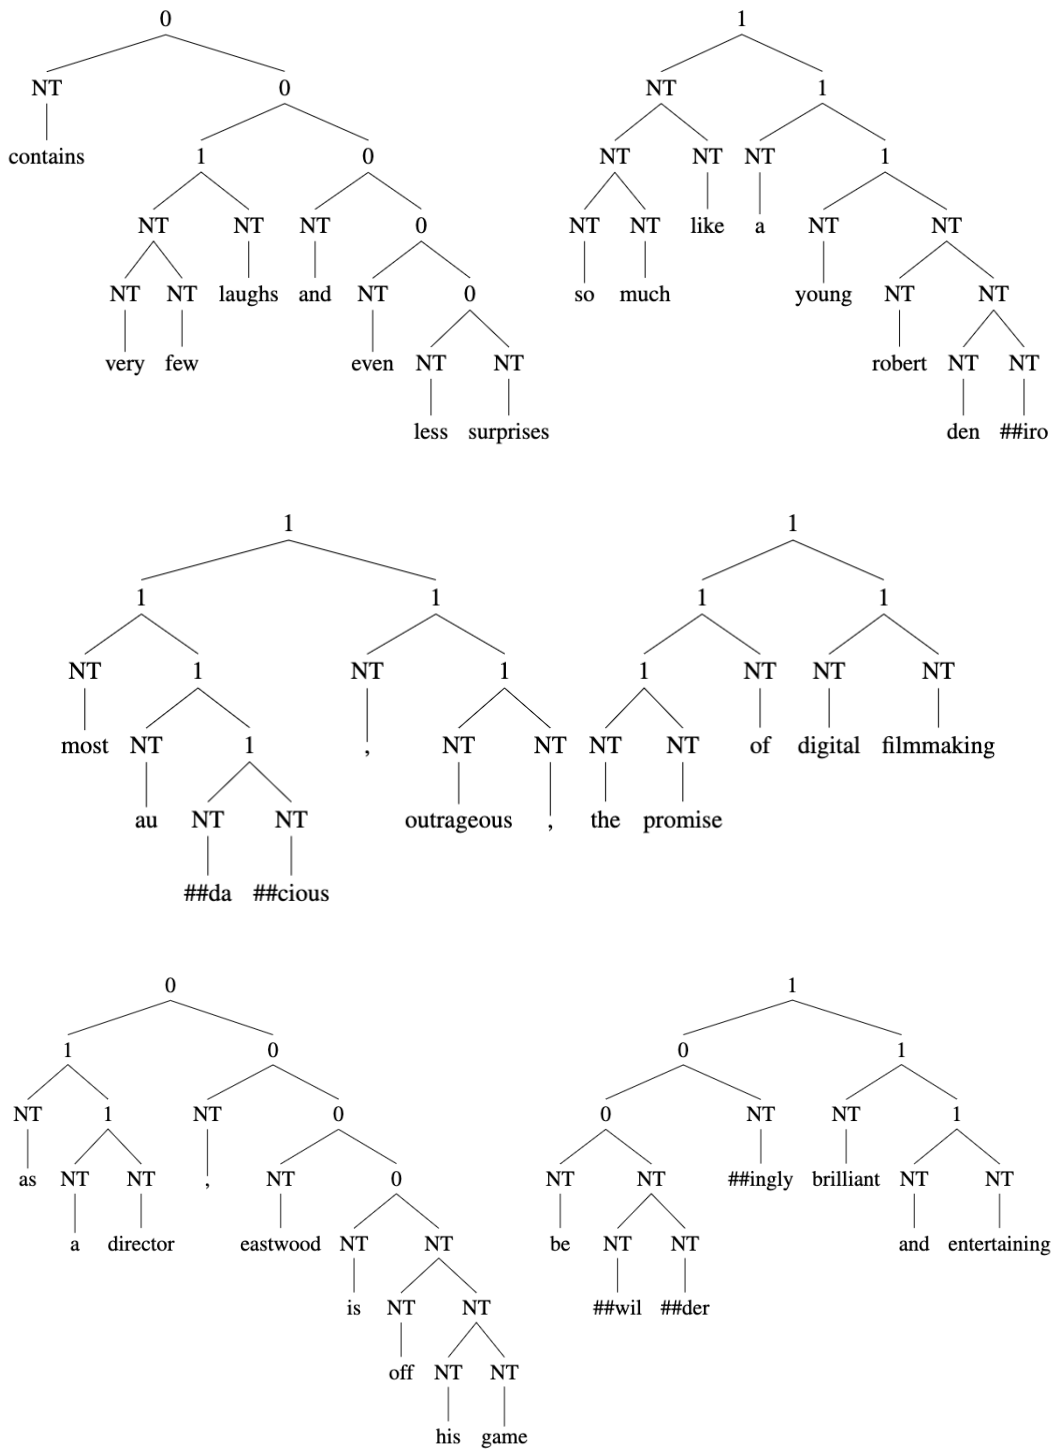 0 1
NT 0 NT 1
contains 1 0 NT NT NT 1
NT NT NT 0 NT NT like a NT NT
NT NT laughs and NT 0 so much young NT NT
very few even NT NT robert NT NT
less surprises den ##iro
1 1
1 1 1 1
NT 1 NT 1 1 NT NT NT
most NT 1 , NT NT NT NT of digital filmmaking
au NT NT outrageous , the promise
##da ##cious
0 1
1 0 0 1
NT 1 NT 0 0 NT NT 1
as NT NT , NT 0 NT NT ##ingly brilliant NT NT
a director eastwood NT NT be NT NT and entertaining
is NT NT ##wil ##der
off NT NT
his game